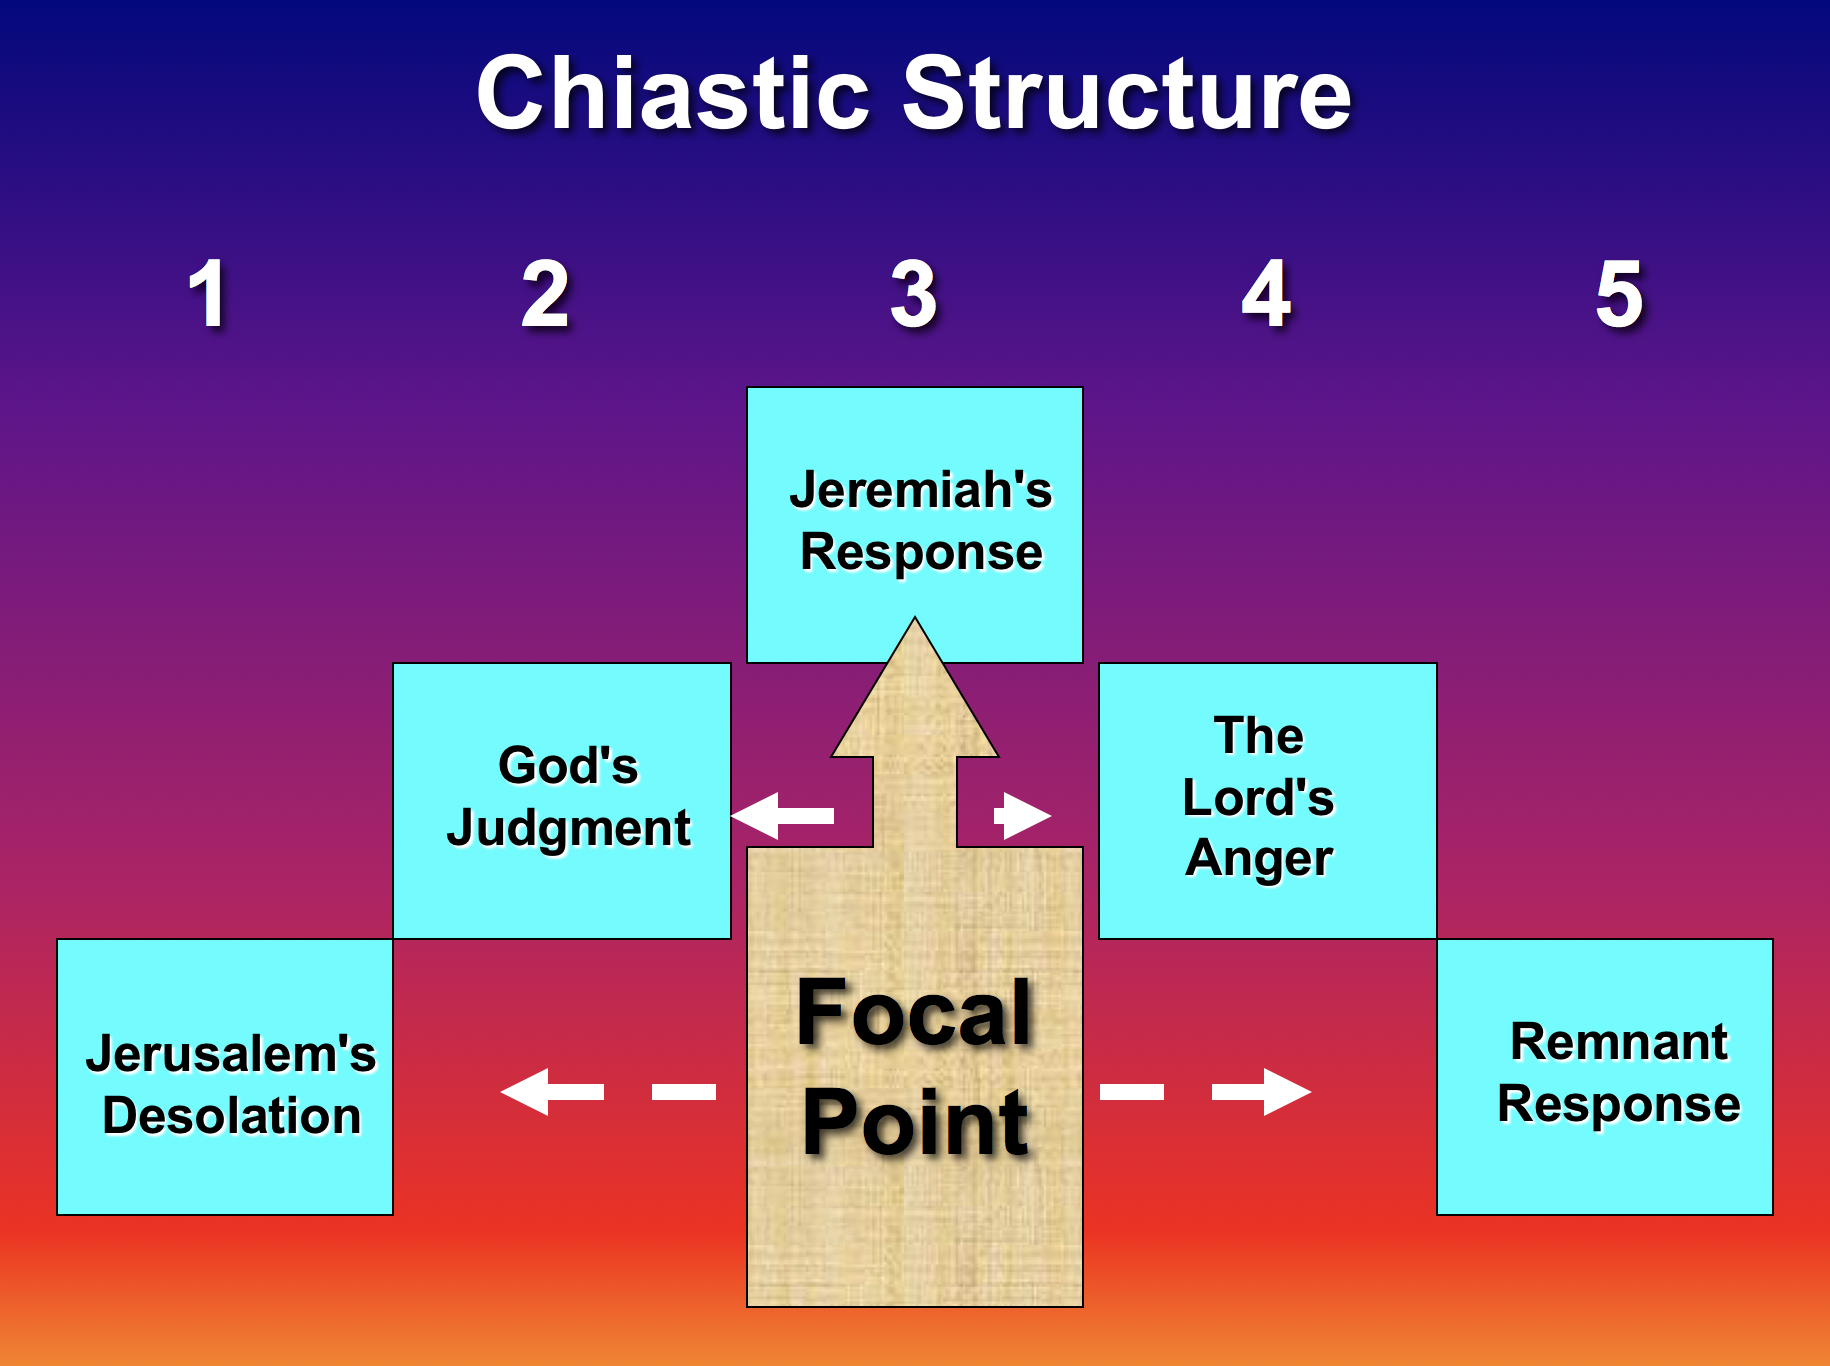 Chiastic Structure
1 2 3 4 5
Jeremiah's
Response
God's
Judgment
The
Lord's
Anger
Jerusalem's
Desolation
Focal
Point
Remnant
Response